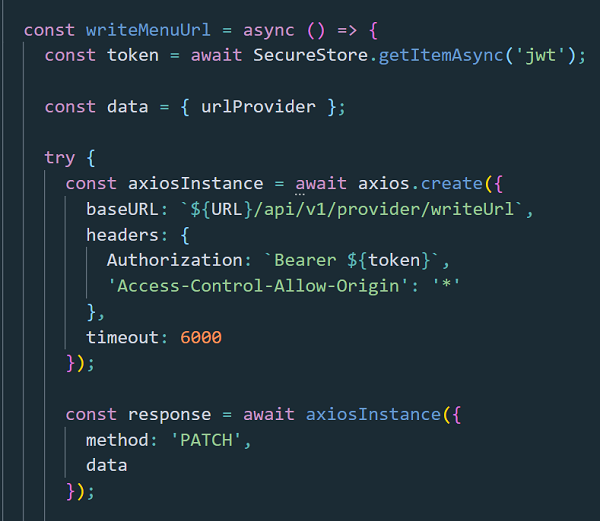 const writeMenuUrl = async () => {
const token = await SecureStore.getItemAsync('jwt');
const data = { urlProvider };
try {
const axiosInstance = await axios.create({
baseURL: `${URL}/api/v1/provider/writeUrl`,
headers: {
Authorization: `Bearer ${token}`,
'Access-Control-Allow-Origin': '*'
},
timeout: 6000
});
const response = await axiosInstance({
method: 'PATCH',
data
});